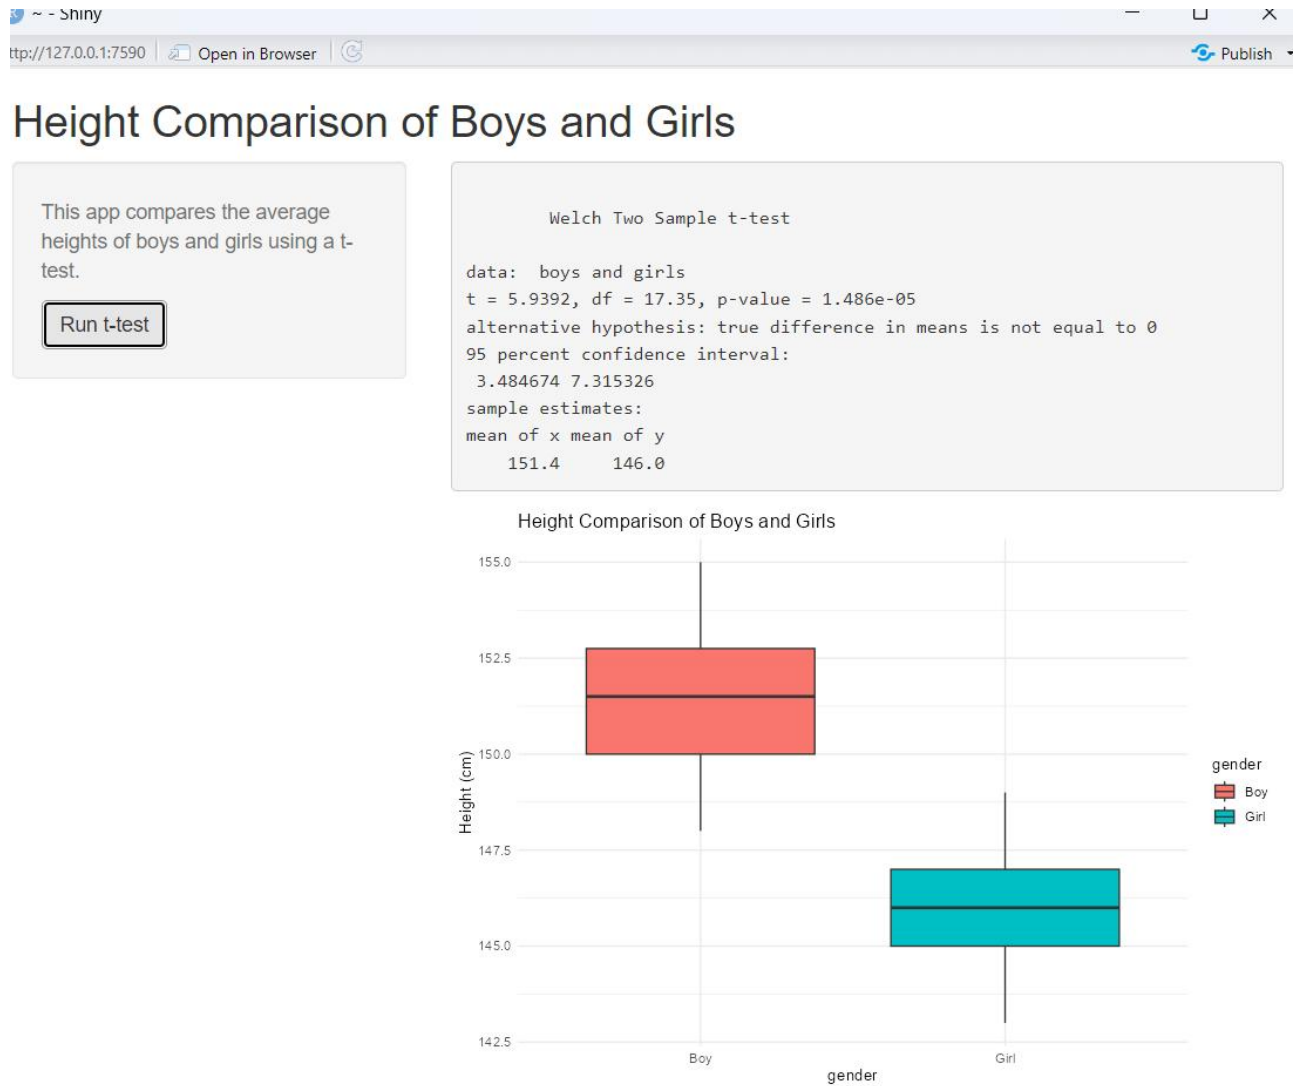 ~ - Shiny
ttp://127.0.0.1:7590 Open in Browser Publish
Height Comparison of Boys and Girls
This app compares the average
heights of boys and girls using a t-
test.
Run t-test
Welch Two Sample t-test
data:  boys and girls
t = 5.9392, df = 17.35, p-value = 1.486e-05
alternative hypothesis: true difference in means is not equal to 0
95 percent confidence interval:
3.484674 7.315326
sample estimates:
mean of x mean of y
151.4 146.0
Height Comparison of Boys and Girls
155.0
152.5
150.0
147.5
145.0
142.5
Height (cm)
Boy Girl
gender
gender
Boy
Girl